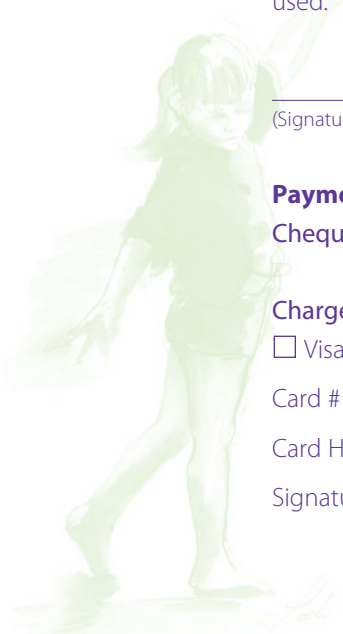 used.
(Signatu
Payme
Chequ
Charge
☐ Visa
Card #
Card H
Signatu